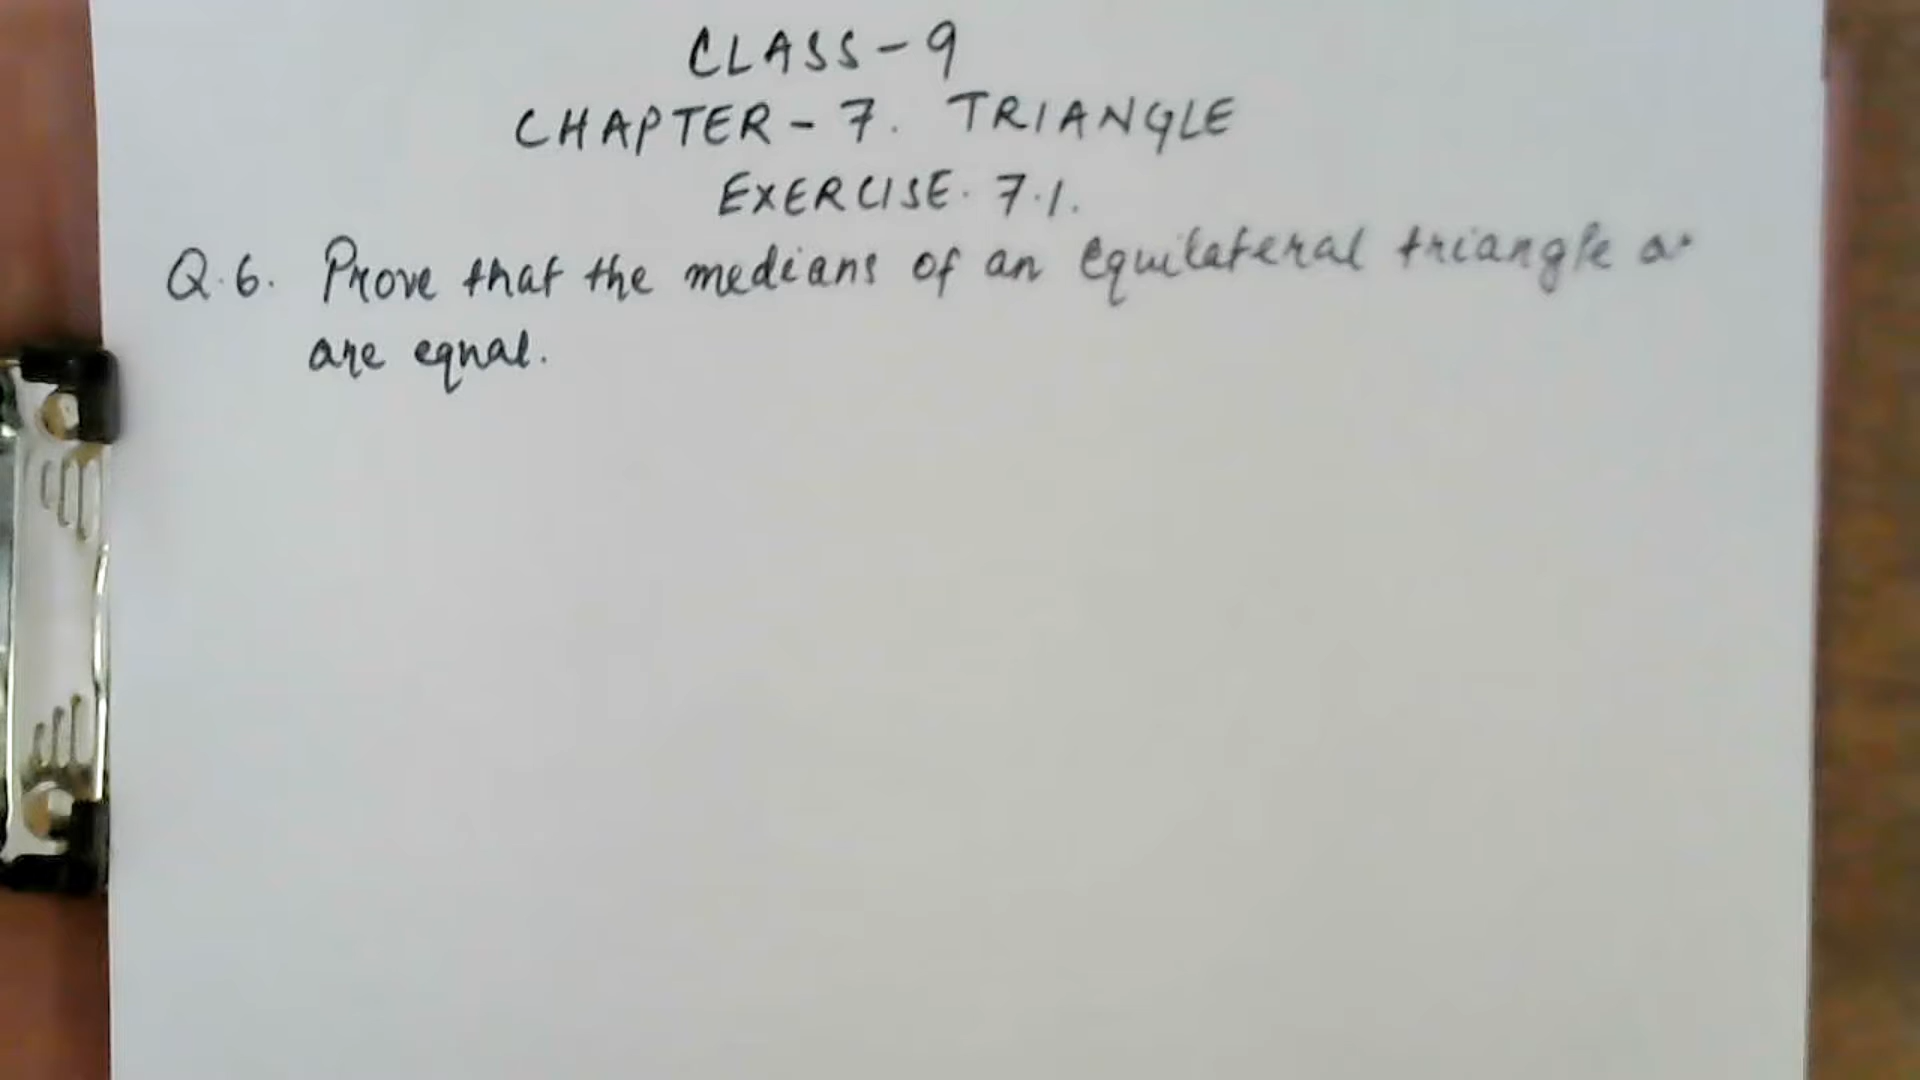 CLASS-9
CHAPTER-7. TRIANGLE
EXERCISE. 7.1.
Q.6. Prove that the medians of an equilateral triangle a
are equal.